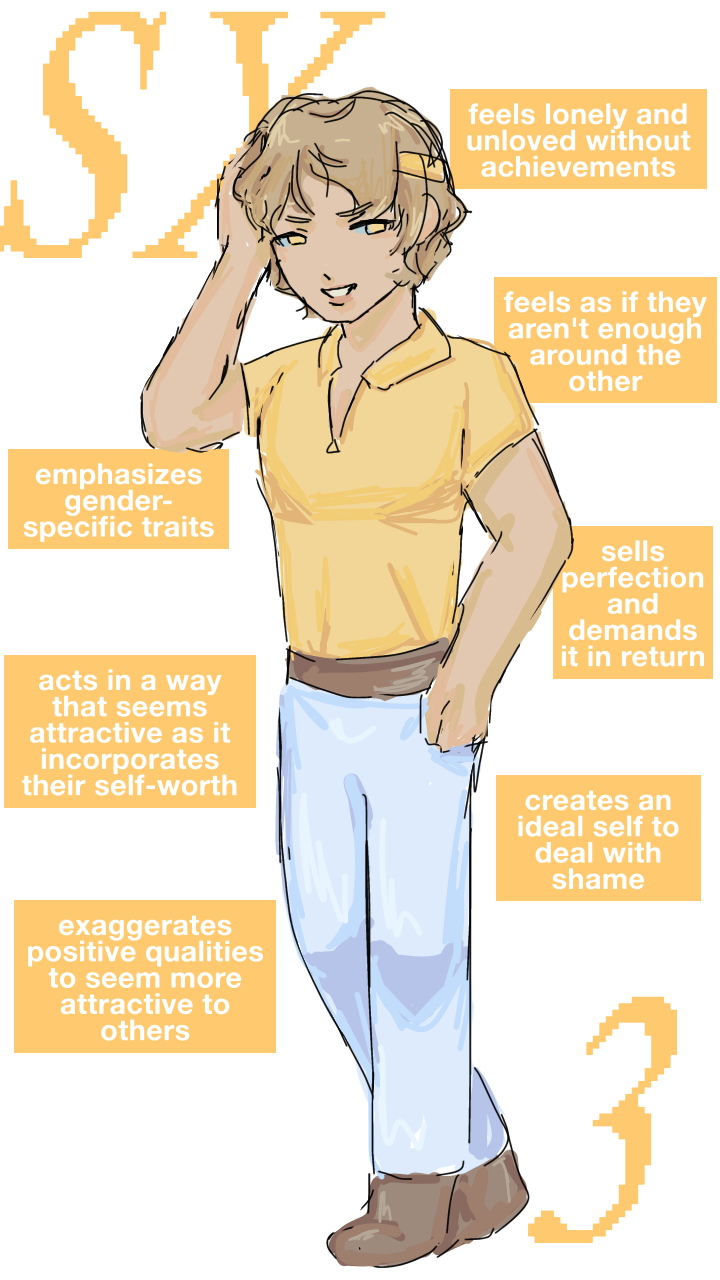 SX
feels lonely and
unloved without
achievements
feels as if they
aren't enough
around the
other
emphasizes
gender-
specific traits
sells
perfection
and
demands
it in return
acts in a way
that seems
attractive as it
incorporates
their self-worth
creates an
ideal self to
deal with
shame
exaggerates
positive qualities
to seem more
attractive to
others
3